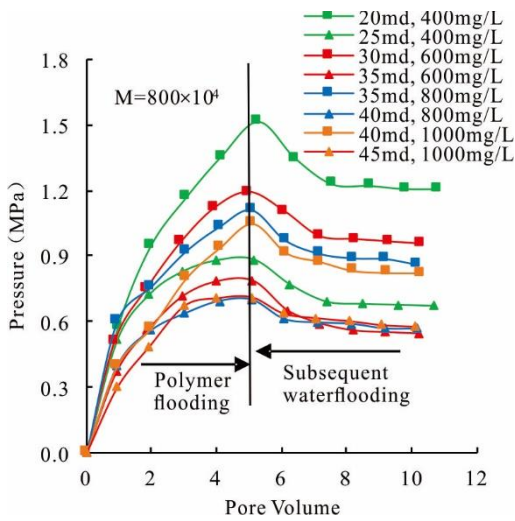 20md, 400mg/L
25md, 400mg/L
30md, 600mg/L
35md, 600mg/L
35md, 800mg/L
40md, 800mg/L
40md, 1000mg/L
45md, 1000mg/L
M=800×10⁴
1.8
1.5
1.2
0.9
0.6
0.3
0.0
Pressure (MPa)
Polymer
flooding
Subsequent
waterflooding
0
2
4
6
8
10
12
Pore Volume